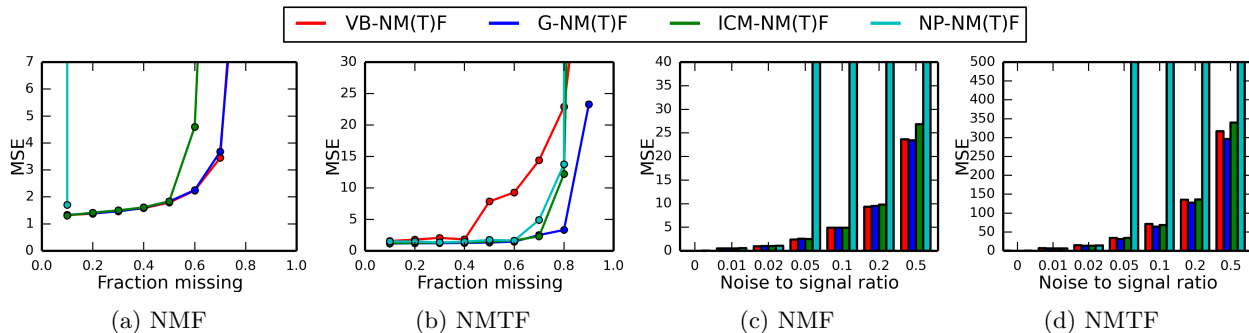 VB-NM(T)F G-NM(T)F ICM-NM(T)F NP-NM(T)F
MSE
7
6
5
4
3
2
1
0
0.0 0.2 0.4 0.6 0.8 1.0
Fraction missing
(a) NMF
MSE
30
25
20
15
10
5
0
0.0 0.2 0.4 0.6 0.8 1.0
Fraction missing
(b) NMTF
MSE
40
35
30
25
20
15
10
5
0
0 0.01 0.02 0.05 0.1 0.2 0.5
Noise to signal ratio
(c) NMF
MSE
500
450
400
350
300
250
200
150
100
50
0
0 0.01 0.02 0.05 0.1 0.2 0.5
Noise to signal ratio
(d) NMTF